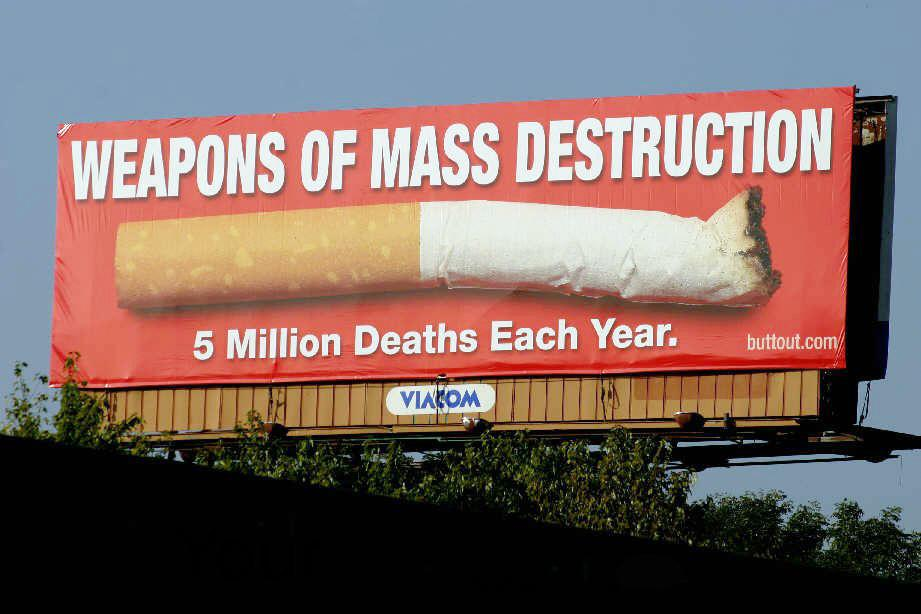 WEAPONS OF MASS DESTRUCTION
5 Million Deaths Each Year.
buttout.com
VIACOM